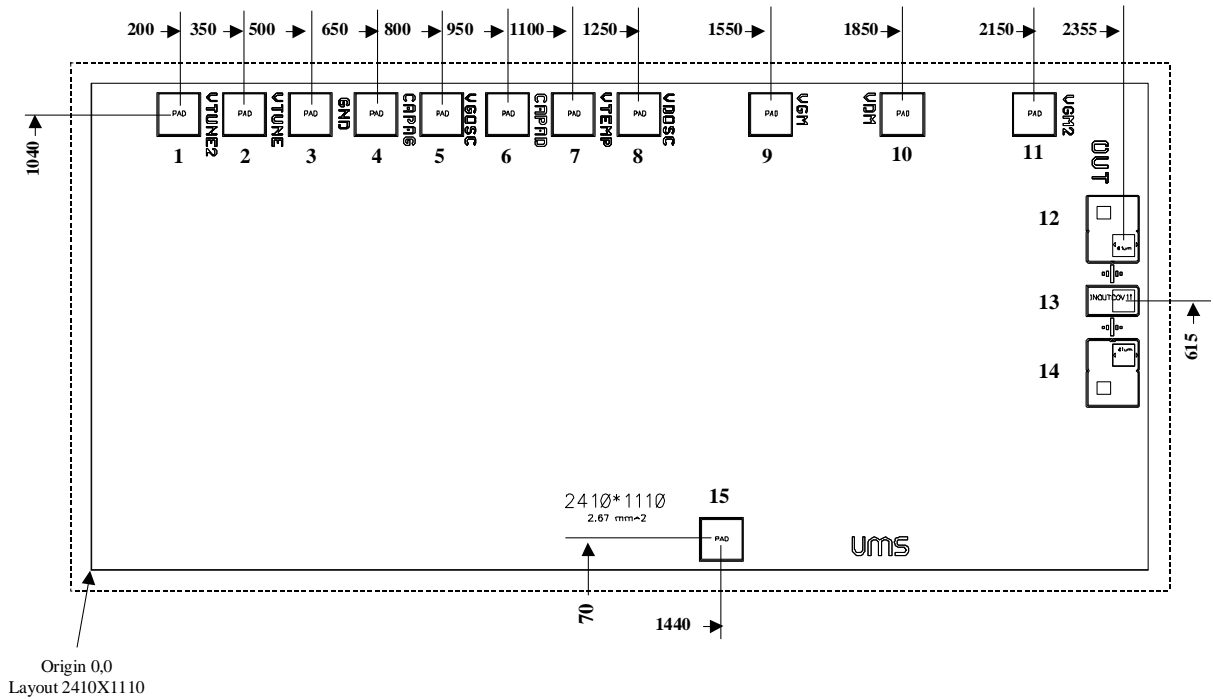 200 350 500 650 800 950 1100 1250 1550 1850 2150 2355
1040
PAD PAD PAD PAD PAD PAD PAD PAD PAD PAD PAD
VTUNE2 VTUNE GND CAPAG VGOSC CAPAD VTEMP VDOSC VGM VDM VGM2
1 2 3 4 5 6 7 8 9 10 11
OUT
12
13
INOUTCOV11
615
14
2410*1110
2.67 mm^2
15
PAD
UMS
70
1440
Origin 0,0
Layout 2410X1110